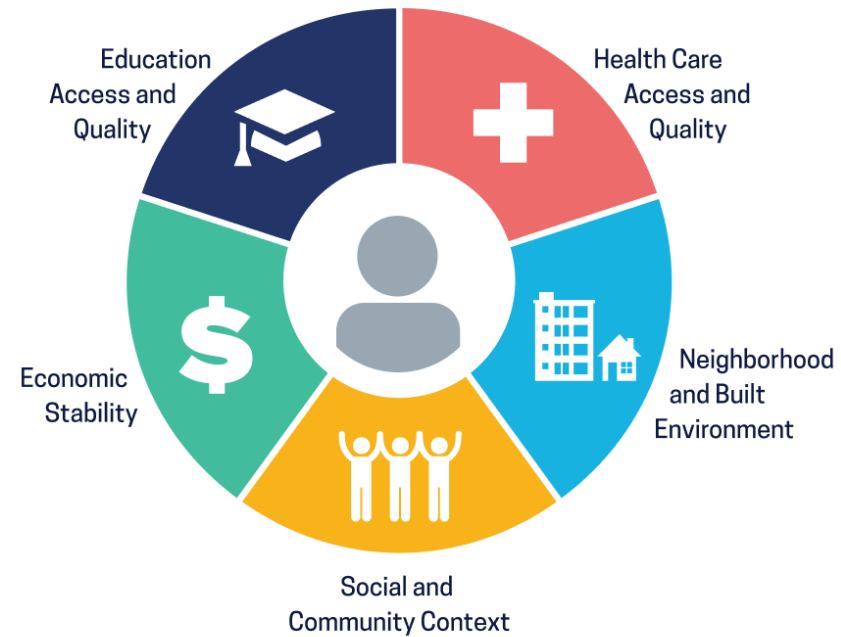 Education
Access and
Quality
Health Care
Access and
Quality
Economic
Stability
Neighborhood
and Built
Environment
Social and
Community Context